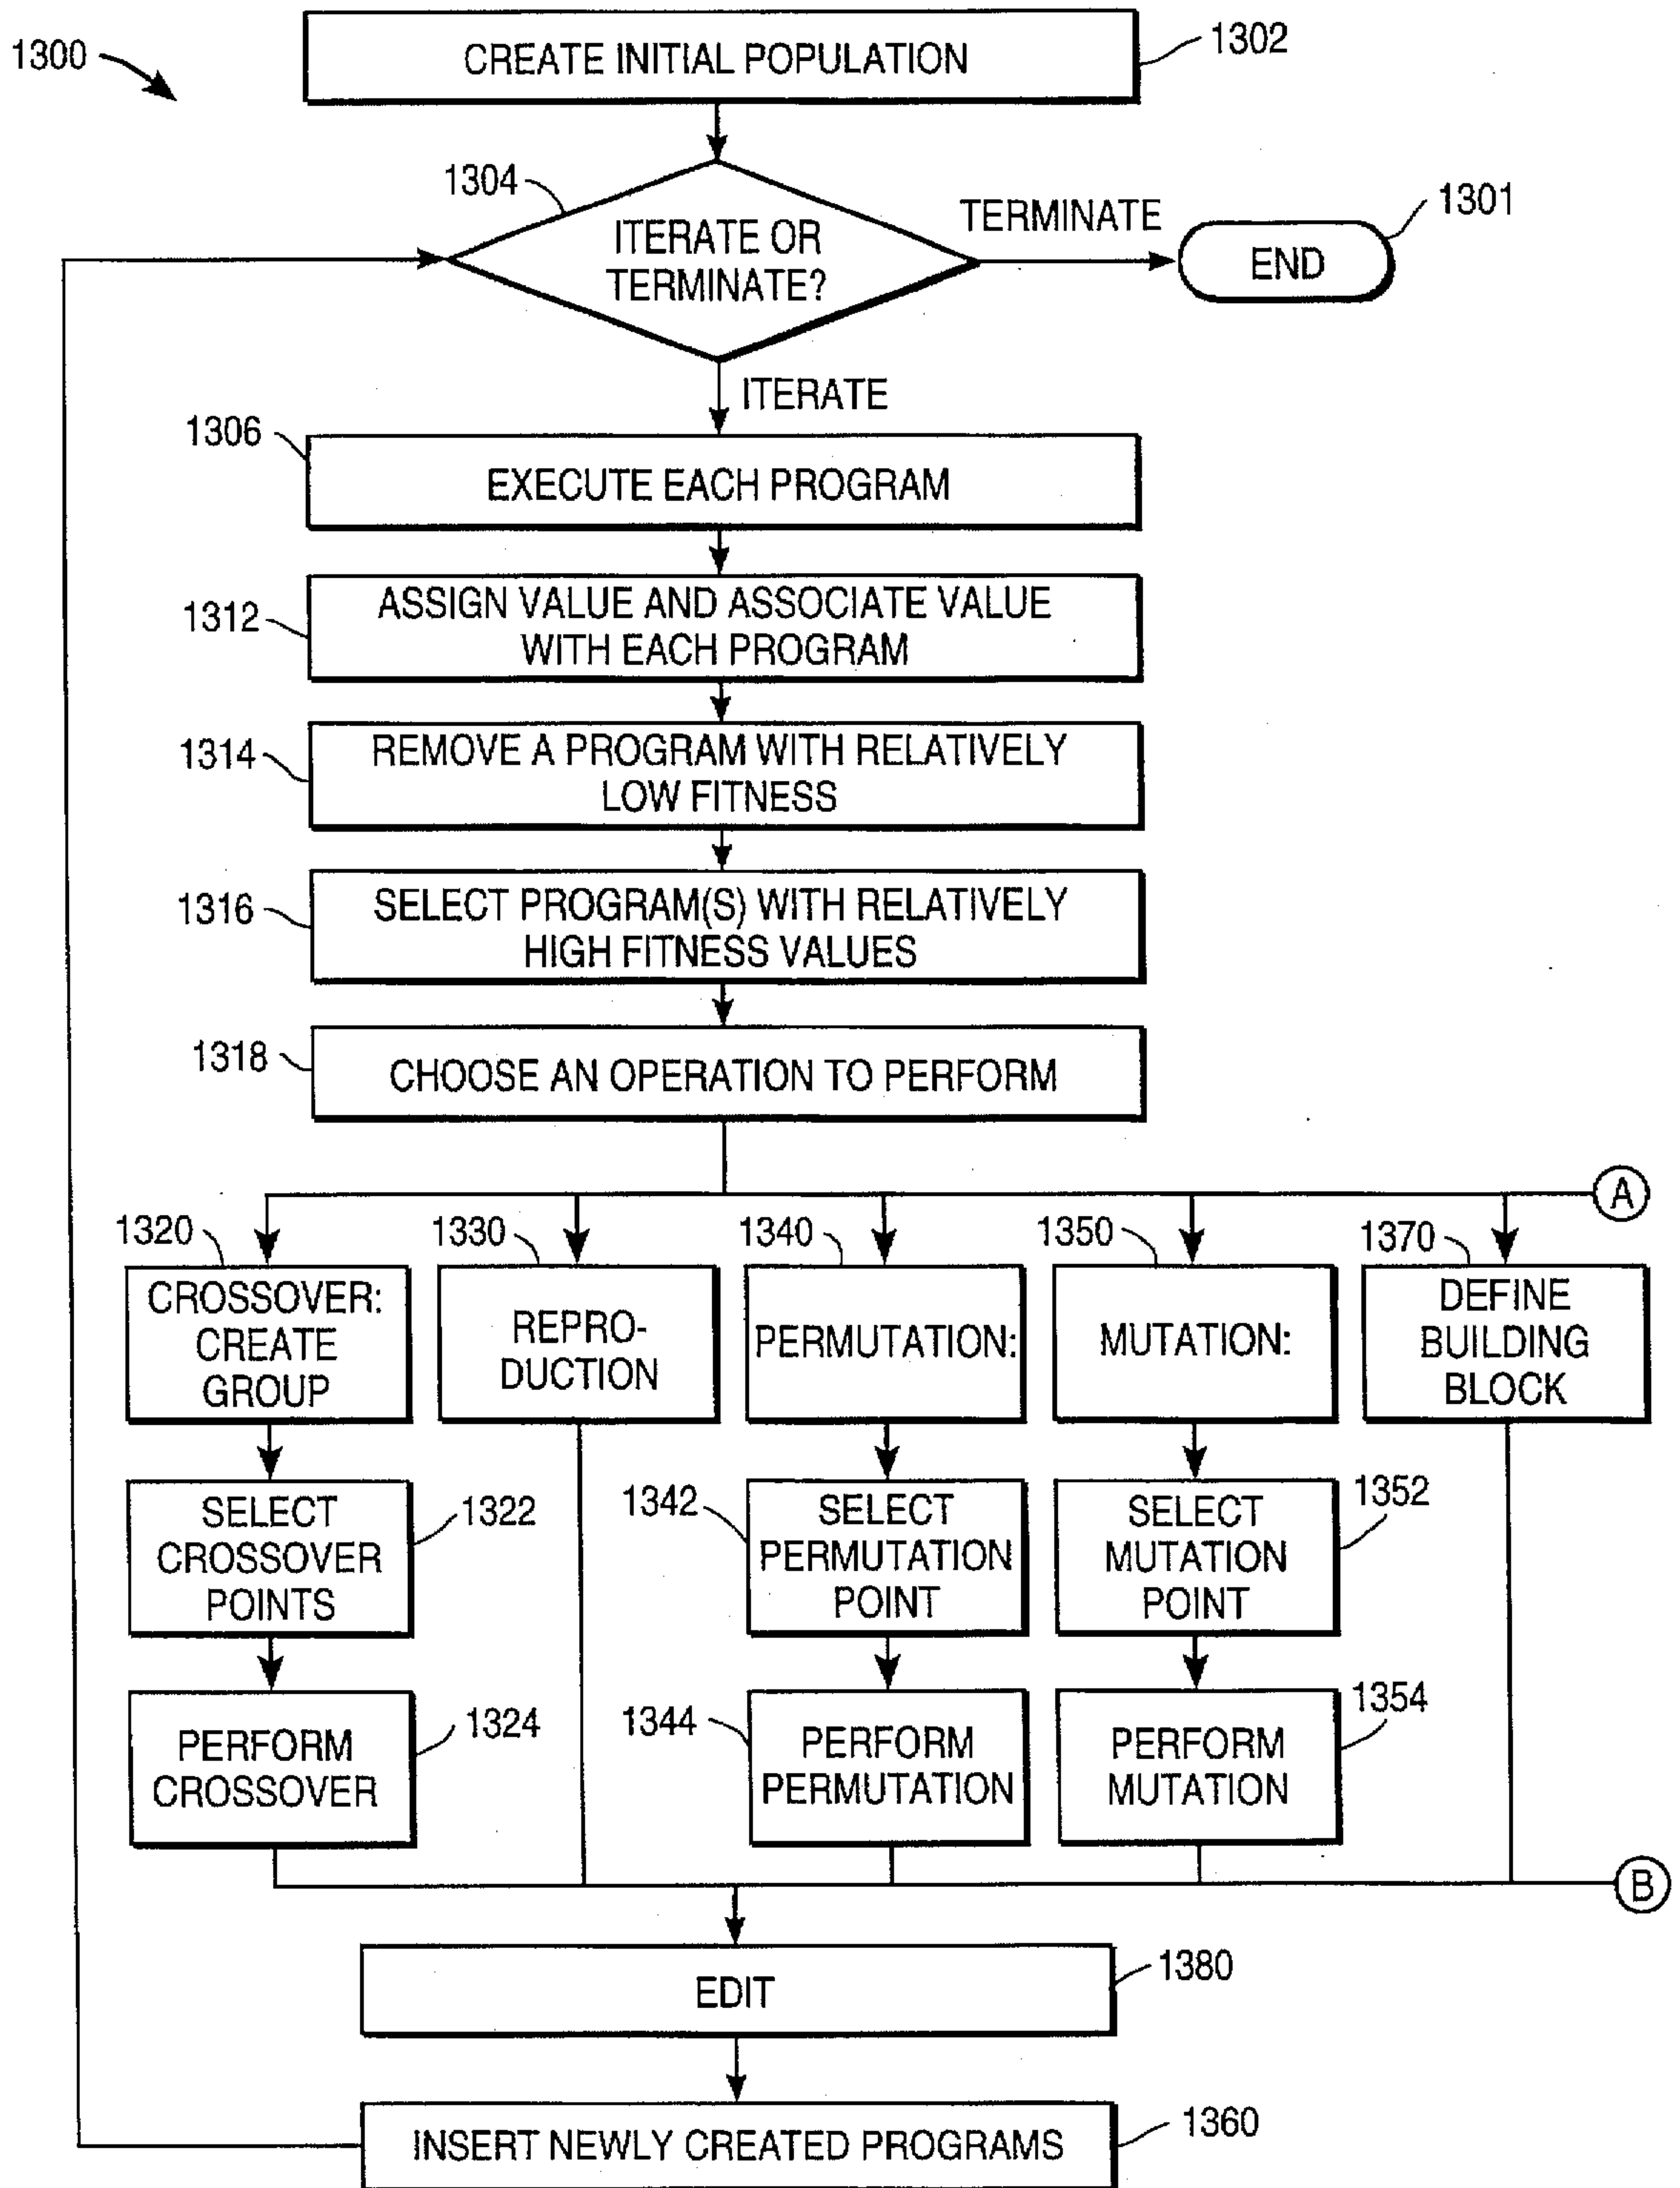 1300
CREATE INITIAL POPULATION
1302
1304
ITERATE OR
TERMINATE?
TERMINATE
END
1301
ITERATE
1306
EXECUTE EACH PROGRAM
1312
ASSIGN VALUE AND ASSOCIATE VALUE
WITH EACH PROGRAM
1314
REMOVE A PROGRAM WITH RELATIVELY
LOW FITNESS
1316
SELECT PROGRAM(S) WITH RELATIVELY
HIGH FITNESS VALUES
1318
CHOOSE AN OPERATION TO PERFORM
A
1320
CROSSOVER:
CREATE
GROUP
1330
REPRO-
DUCTION
1340
PERMUTATION:
1350
MUTATION:
1370
DEFINE
BUILDING
BLOCK
SELECT
CROSSOVER
POINTS
1322
1342
SELECT
PERMUTATION
POINT
SELECT
MUTATION
POINT
1352
PERFORM
CROSSOVER
1324
1344
PERFORM
PERMUTATION
PERFORM
MUTATION
1354
B
EDIT
1380
INSERT NEWLY CREATED PROGRAMS
1360